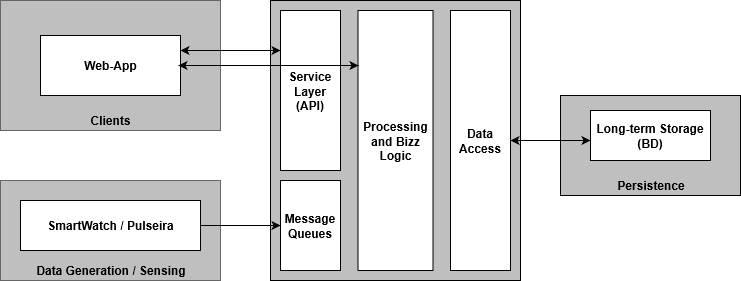 Web-App
Clients
Service
Layer
(API)
Processing
and Bizz
Logic
Data
Access
Long-term Storage
(BD)
Persistence
SmartWatch / Pulseira
Data Generation / Sensing
Message
Queues